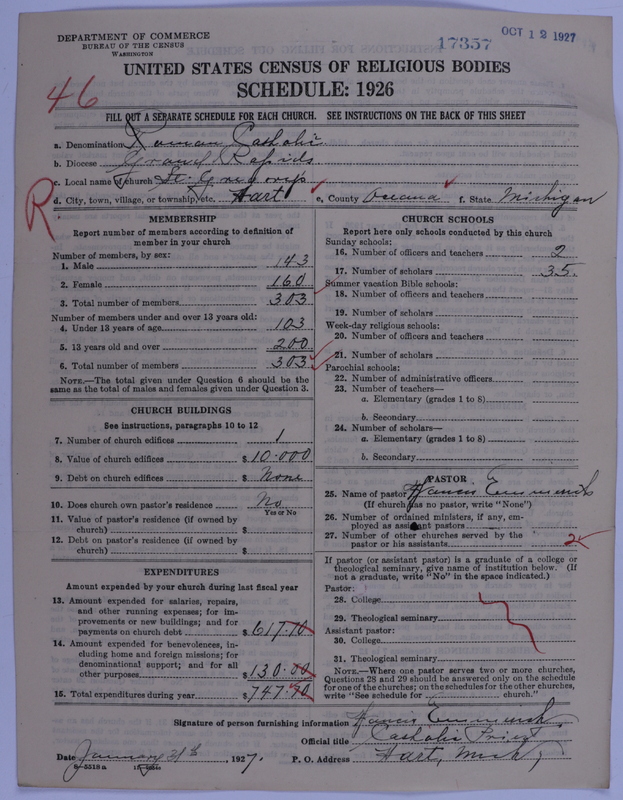 DEPARTMENT OF COMMERCE
BUREAU OF THE CENSUS
WASHINGTON
17357
OCT 12 1927
UNITED STATES CENSUS OF RELIGIOUS BODIES
SCHEDULE: 1926
46
FILL OUT A SEPARATE SCHEDULE FOR EACH CHURCH. SEE INSTRUCTIONS ON THE BACK OF THIS SHEET
a. Denomination Roman Catholic
b. Diocese Grand Rapids
c. Local name of church St. Gregorys
d. City, town, village, or township, etc. Hart e. County Oceana f. State Michigan
R
MEMBERSHIP
Report number of members according to definition of
member in your church
Number of members, by sex:
1. Male 143
2. Female 160
3. Total number of members 303
Number of members under and over 13 years old:
4. Under 13 years of age 103
5. 13 years old and over 200
6. Total number of members 303
NOTE.—The total given under Question 6 should be
same as the total of males and females given under Question 3.
CHURCH BUILDINGS
See instructions, paragraphs 10 to 12
7. Number of church edifices 1
8. Value of church edifices $ 10.000
9. Debt on church edifices $ None
10. Does church own pastor's residence No
Yes or No
11. Value of pastor's residence (if owned by
church) $
12. Debt on pastor's residence (if owned by
church) $
EXPENDITURES
Amount expended by your church during last fiscal year
13. Amount expended for salaries, repairs,
and other running expenses; for im-
provements or new buildings; and for
payments on church debt $ 617.70
14. Amount expended for benevolences, in-
cluding home and foreign missions; for
denominational support; and for all
other purposes $ 130.00
15. Total expenditures during year $ 747.70
CHURCH SCHOOLS
Report here only schools conducted by this church
Sunday schools:
16. Number of officers and teachers 2
17. Number of scholars 35.
Summer vacation Bible schools:
18. Number of officers and teachers
19. Number of scholars
Week-day religious schools:
20. Number of officers and teachers
21. Number of scholars
Parochial schools:
22. Number of administrative officers
23. Number of teachers—
a. Elementary (grades 1 to 8)
b. Secondary
24. Number of scholars—
a. Elementary (grades 1 to 8)
b. Secondary
PASTOR
25. Name of pastor Francis
(If church has no pastor, write "None")
26. Number of ordained ministers, if any, em-
ployed as assistant pastors
27. Number of other churches served by the
pastor or his assistants 2
If pastor (or assistant pastor) is a graduate of a college or
theological seminary, give name of institution below. (If
not a graduate, write "No" in the space indicated.)
Pastor:
28. College
29. Theological seminary
Assistant pastor:
30. College
31. Theological seminary
NOTE.—Where one pastor serves two or more churches,
Questions 28 and 29 should be answered only on the schedule
for one of the churches; on the schedules for the other churches,
write "See schedule for church."
Signature of person furnishing information Francis
Official title Catholic Priest
Date January 31st, 1927. P. O. Address Hart, Mich
8-5518 a